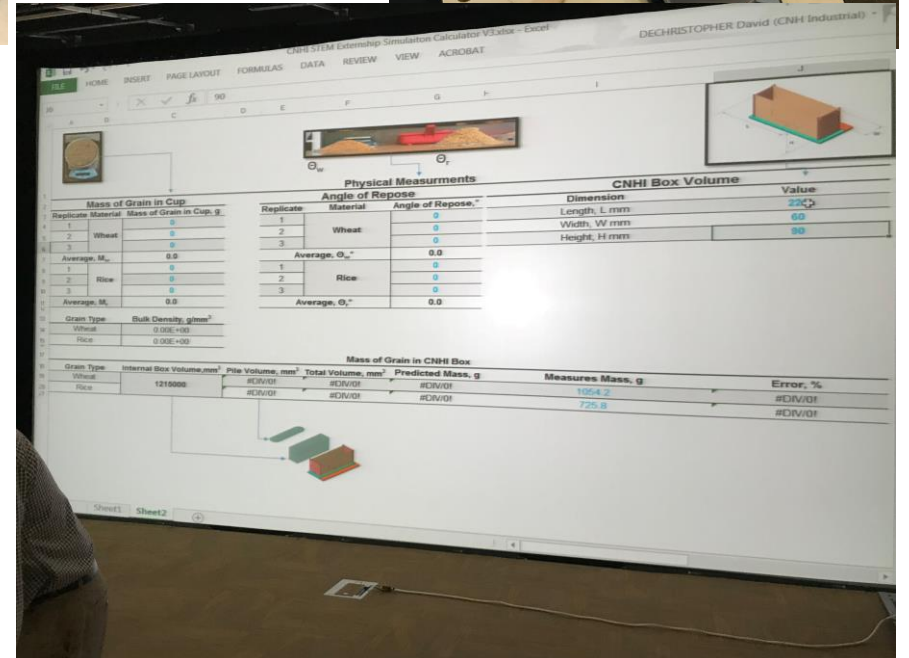 CNHI STEM Externship Simulaiton Calculator V3.xlsx - Excel
DECHRISTOPHER David (CNH Industrial)
FILE HOME INSERT PAGE LAYOUT FORMULAS DATA REVIEW VIEW ACROBAT
fx 90
C D E F G H I J
Θw Θr
Physical Measurments
Mass of Grain in Cup
Replicate Material Mass of Grain in Cup, g
1 0
2 Wheat 0
3 0
Average, Mw 0.0
1 0
2 Rice 0
3 0
Average, Mr 0.0
Angle of Repose
Replicate Material Angle of Repose,°
1 0
2 Wheat 0
3 0
Average, Θw° 0.0
1 0
2 Rice 0
3 0
Average, Θr° 0.0
CNHI Box Volume
Dimension Value
Length, L mm
Width, W mm 60
Height, H mm 90
Grain Type Bulk Density, g/mm³
Wheat 0.00E+00
Rice 0.00E+00
Mass of Grain in CNHI Box
Grain Type Internal Box Volume,mm³ Pile Volume, mm³ Total Volume, mm³ Predicted Mass, g Measures Mass, g Error, %
Wheat 1215000 #DIV/0! #DIV/0! #DIV/0! 1054.2 #DIV/0!
Rice #DIV/0! #DIV/0! #DIV/0! 725.8 #DIV/0!
Sheet1 Sheet2